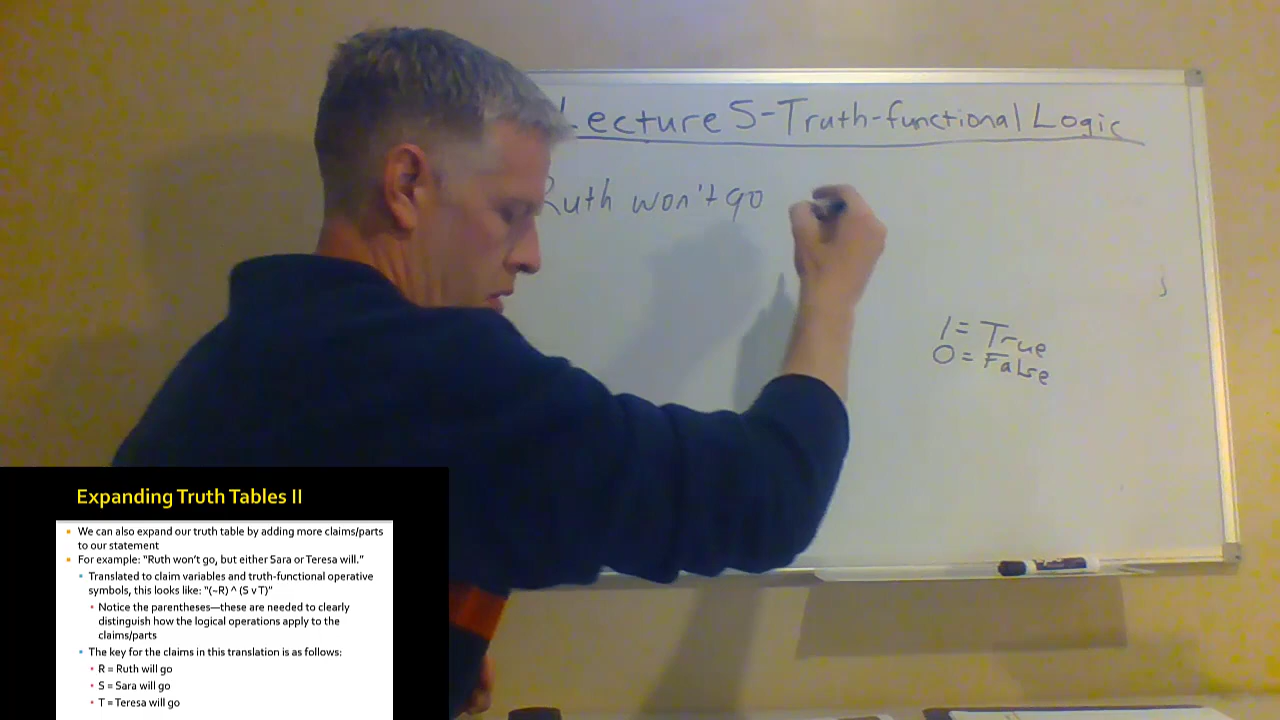 Lecture 5-Truth-functional Logic
Ruth won't go
1 = True
0 = False
Expanding Truth Tables II
We can also expand our truth table by adding more claims/parts
to our statement
For example: "Ruth won't go, but either Sara or Teresa will."
Translated to claim variables and truth-functional operative
symbols, this looks like: "(~R) ^ (S v T)"
Notice the parentheses—these are needed to clearly
distinguish how the logical operations apply to the
claims/parts
The key for the claims in this translation is as follows:
R = Ruth will go
S = Sara will go
T = Teresa will go